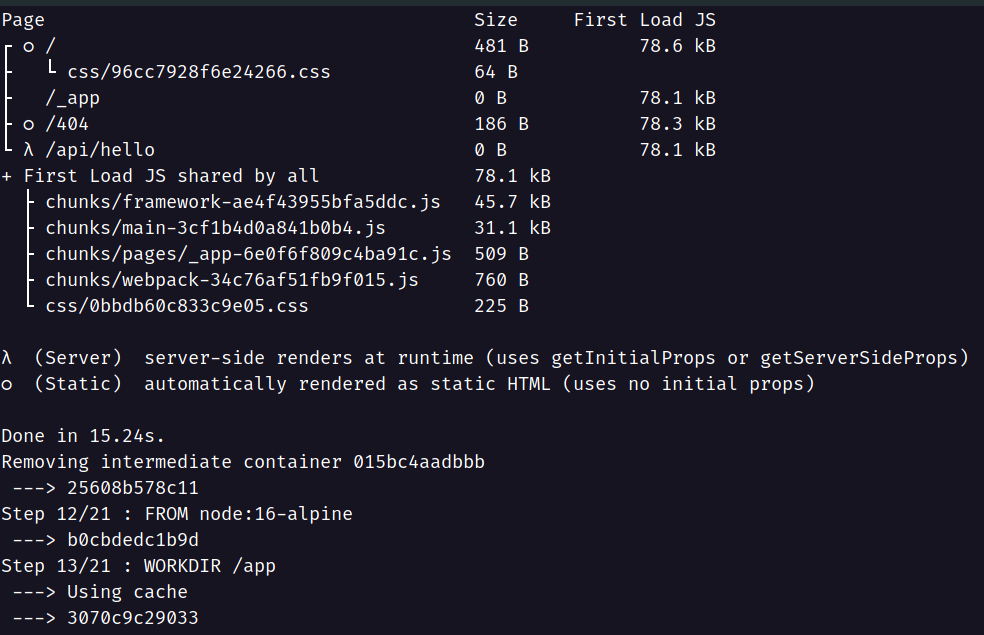 Page                                       Size     First Load JS
┌ ○ /                                      481 B          78.6 kB
├   └ css/96cc7928f6e24266.css             64 B
├   /_app                                  0 B            78.1 kB
├ ○ /404                                   186 B          78.3 kB
└ λ /api/hello                             0 B            78.1 kB
+ First Load JS shared by all              78.1 kB
  ├ chunks/framework-ae4f43955bfa5ddc.js   45.7 kB
  ├ chunks/main-3cf1b4d0a841b0b4.js        31.1 kB
  ├ chunks/pages/_app-6e0f6f809c4ba91c.js  509 B
  ├ chunks/webpack-34c76af51fb9f015.js     760 B
  └ css/0bbdb60c833c9e05.css               225 B

λ  (Server)  server-side renders at runtime (uses getInitialProps or getServerSideProps)
○  (Static)  automatically rendered as static HTML (uses no initial props)

Done in 15.24s.
Removing intermediate container 015bc4aadbbb
 ---> 25608b578c11
Step 12/21 : FROM node:16-alpine
 ---> b0cbdedc1b9d
Step 13/21 : WORKDIR /app
 ---> Using cache
 ---> 3070c9c29033